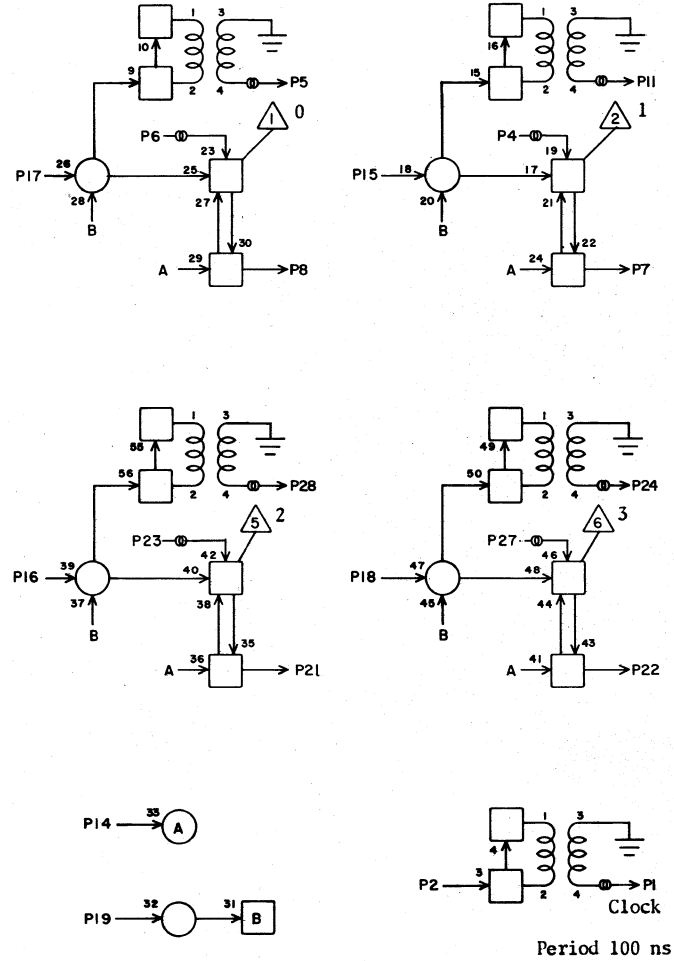 1 3
10
9 2 4 P5
1 0
P6
23
P17 26 25
28 27
B
30
A 29 P8
1 3
16
15 2 4 P11
2 1
P4
19
P15 18 17
20 21
B
22
A 24 P7
1 3
55
56 2 4 P28
5 2
P23
42
P16 39 40
37 38
B
35
A 36 P21
1 3
49
50 2 4 P24
6 3
P27
46
P18 47 48
45 44
B
43
A 41 P22
P14 33 A
P19 32 31 B
1 3
4
P2 3 2 4 P1
Clock
Period 100 ns